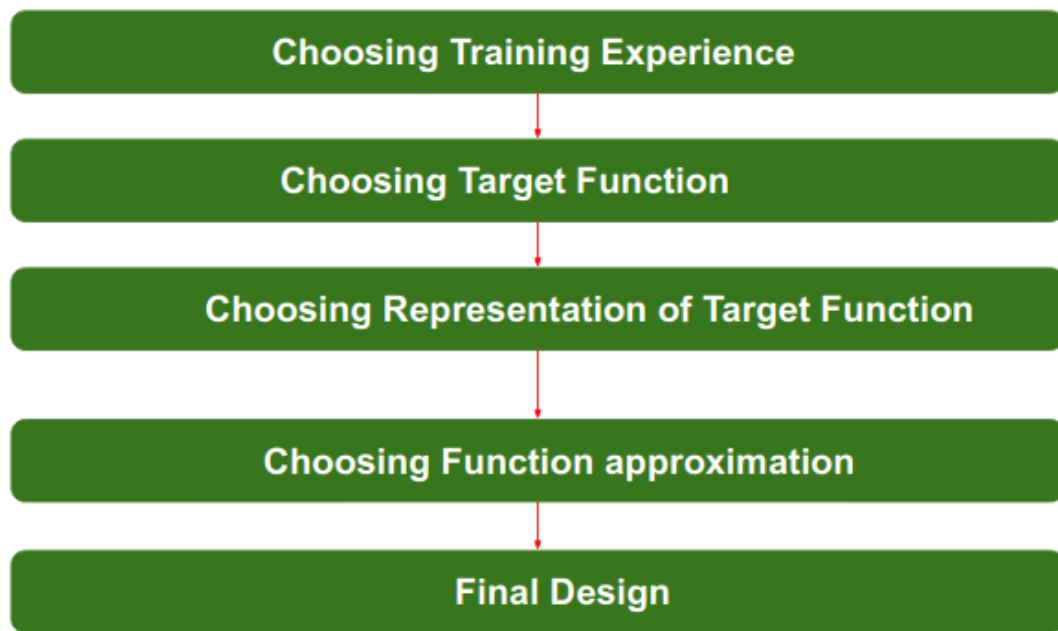 Choosing Training Experience
Choosing Target Function
Choosing Representation of Target Function
Choosing Function approximation
Final Design